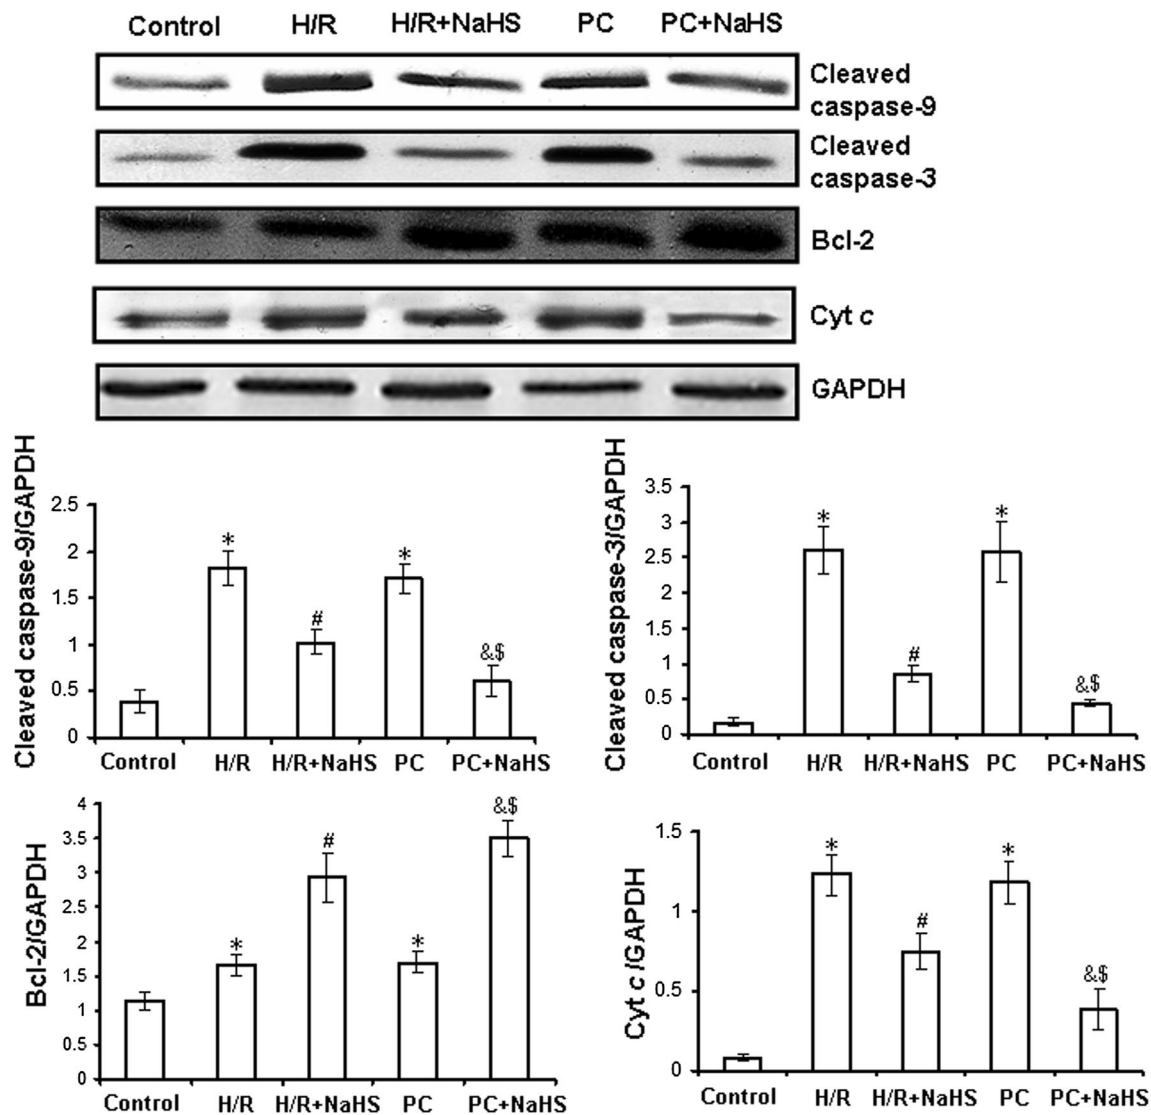 Control H/R H/R+NaHS PC PC+NaHS
Cleaved
caspase-9
Cleaved
caspase-3
Bcl-2
Cyt c
GAPDH
Cleaved caspase-9/GAPDH
2.5
2
1.5
1
0.5
0
* # * &$
Control H/R H/R+NaHS PC PC+NaHS
Cleaved caspase-3/GAPDH
3.5
3
2.5
2
1.5
1
0.5
0
* # * &$
Control H/R H/R+NaHS PC PC+NaHS
Bcl-2/GAPDH
4
3.5
3
2.5
2
1.5
1
0.5
0
* # * &$
Control H/R H/R+NaHS PC PC+NaHS
Cyt c /GAPDH
1.5
1
0.5
0
* # * &$
Control H/R H/R+NaHS PC PC+NaHS